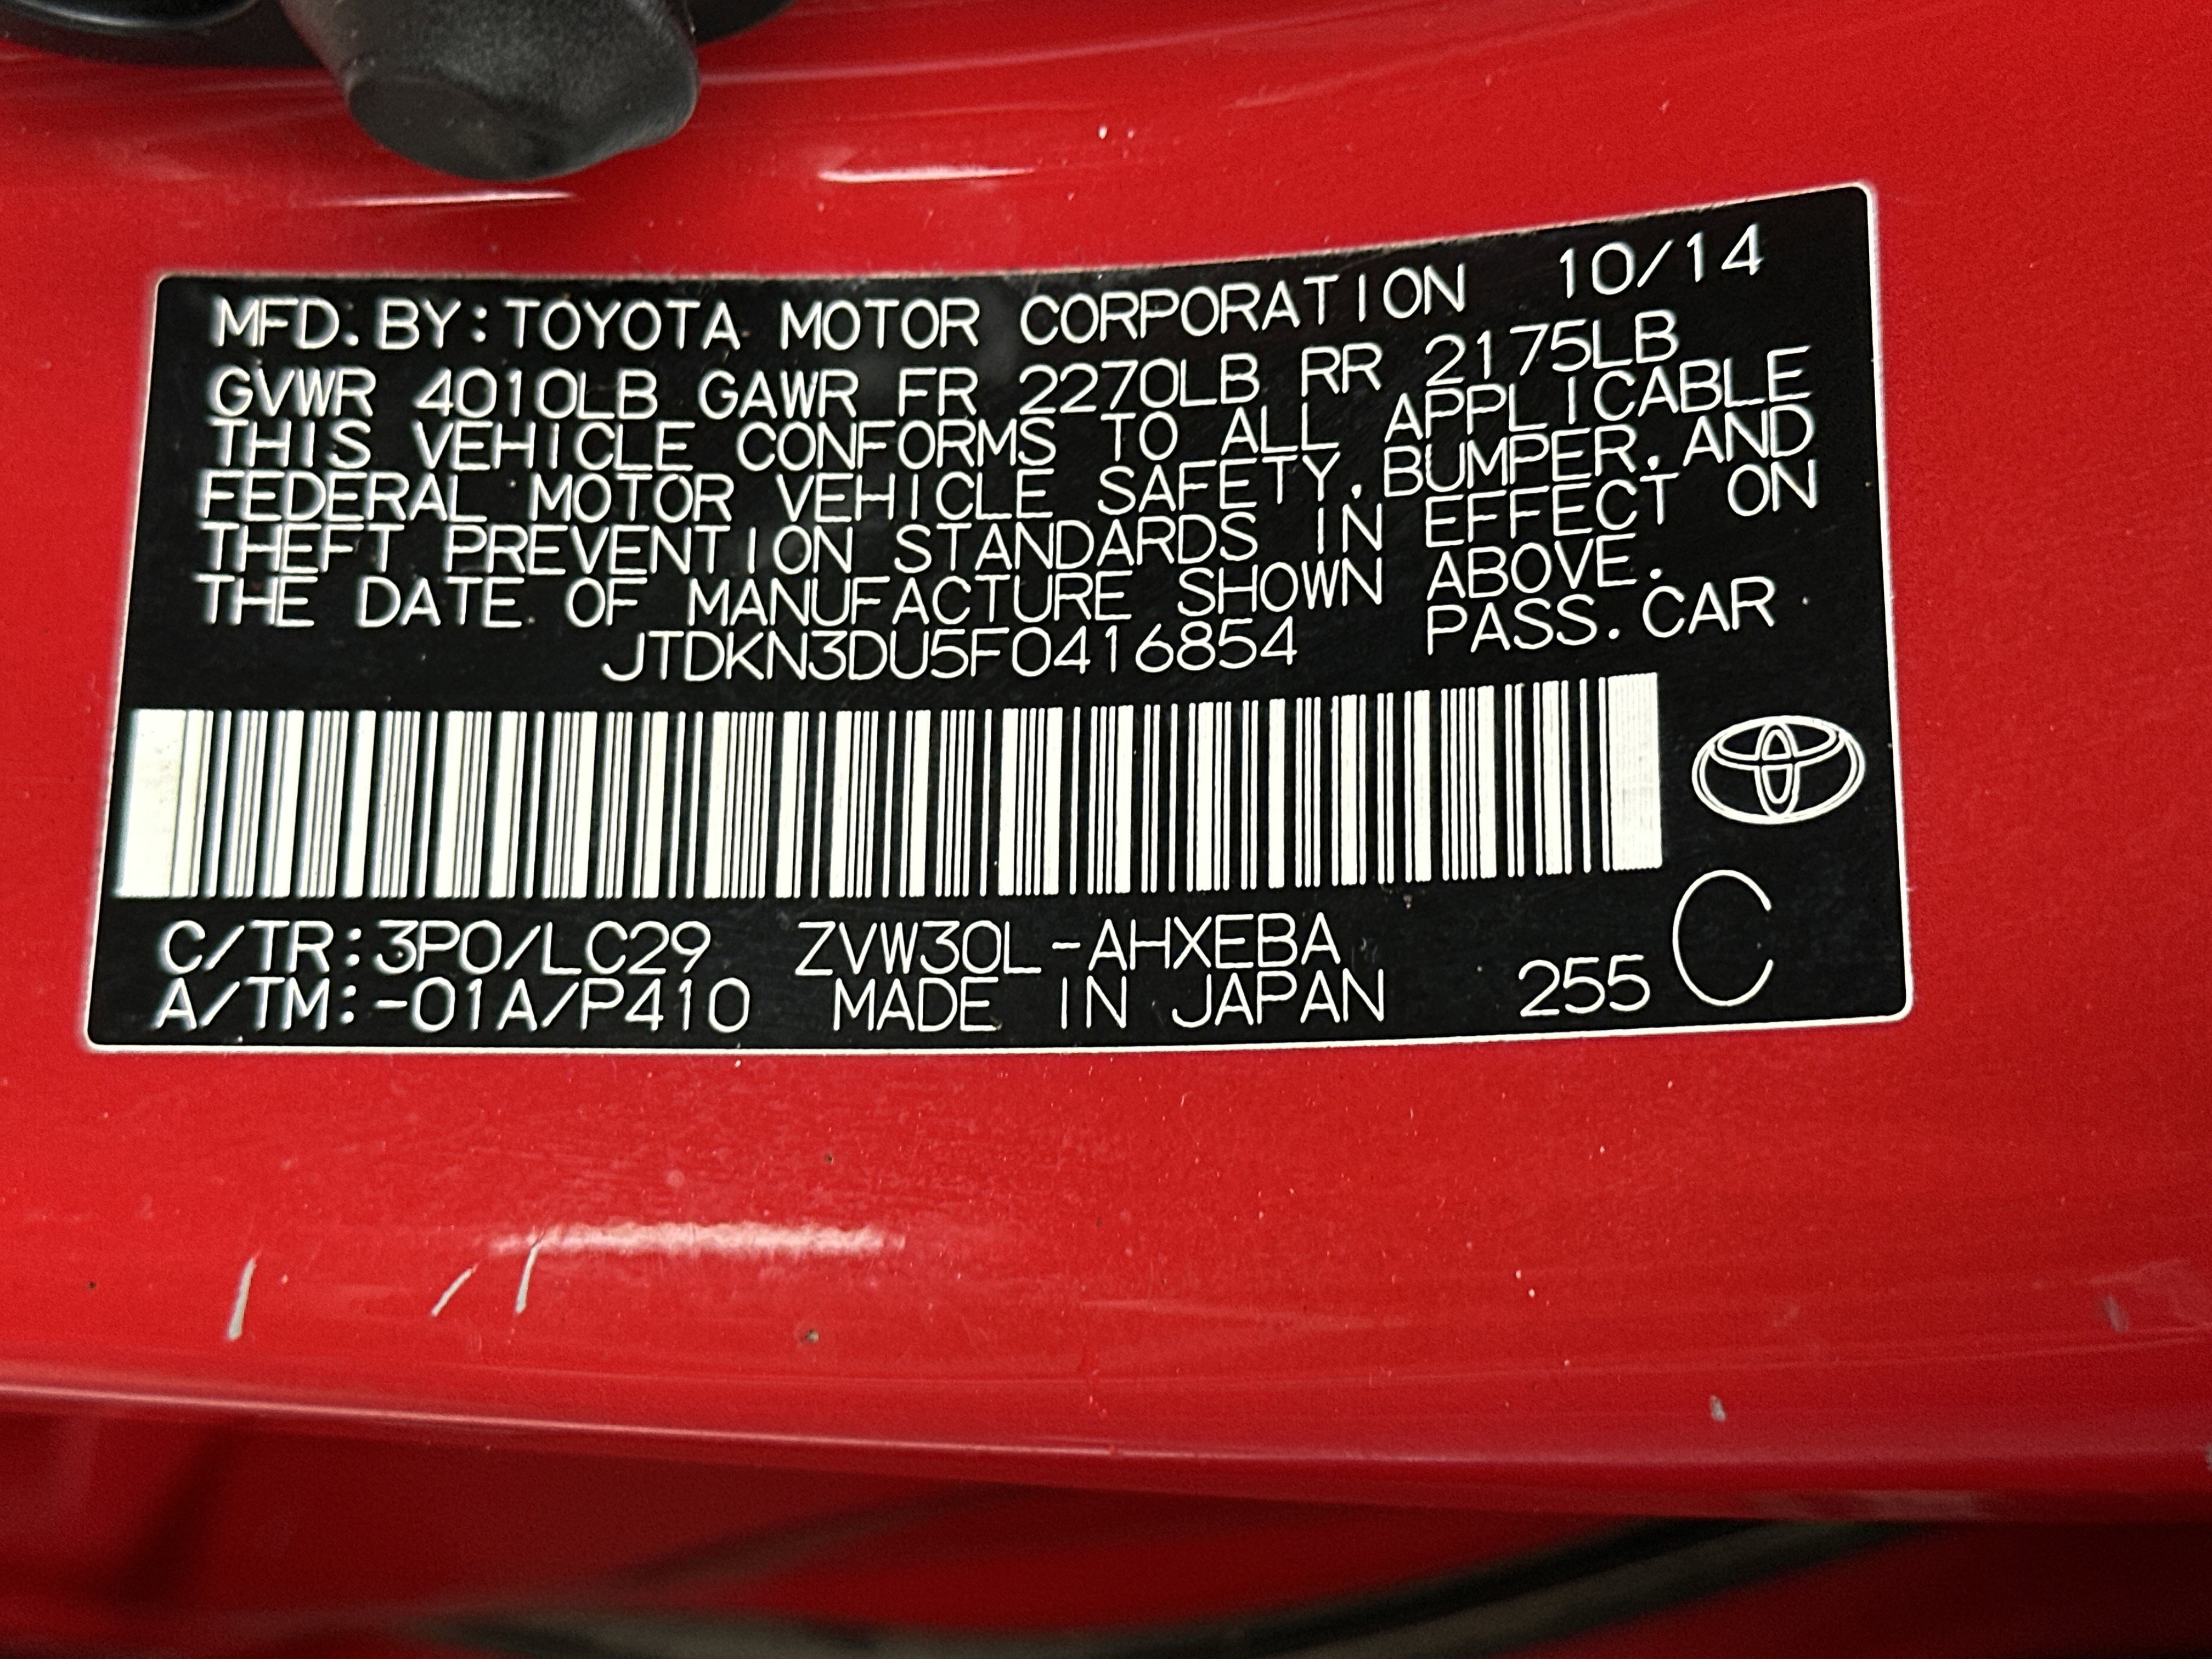 MFD. BY: TOYOTA MOTOR CORPORATION 10/14
GVWR 4010LB GAWR FR 2270LB RR 2175LB
THIS VEHICLE CONFORMS TO ALL APPLICABLE
FEDERAL MOTOR VEHICLE SAFETY, BUMPER, AND
THEFT PREVENTION STANDARDS IN EFFECT ON
THE DATE OF MANUFACTURE SHOWN ABOVE.
JTDKN3DU5F0416854 PASS. CAR
C/TR: 3P0/LC29 ZVW30L-AHXEBA
A/TM: -01A/P410 MADE IN JAPAN 255 C